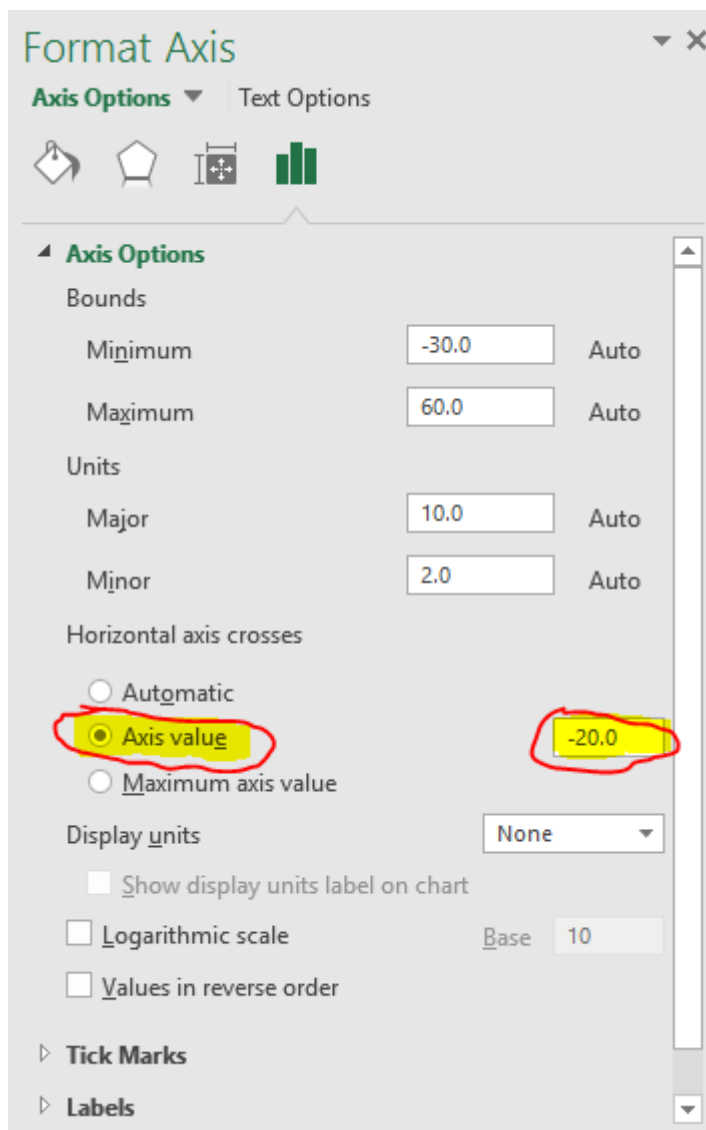 Format Axis
Axis Options Text Options
Axis Options
Bounds
Minimum -30.0 Auto
Maximum 60.0 Auto
Units
Major 10.0 Auto
Minor 2.0 Auto
Horizontal axis crosses
Automatic
Axis value -20.0
Maximum axis value
Display units None
Show display units label on chart
Logarithmic scale Base 10
Values in reverse order
Tick Marks
Labels